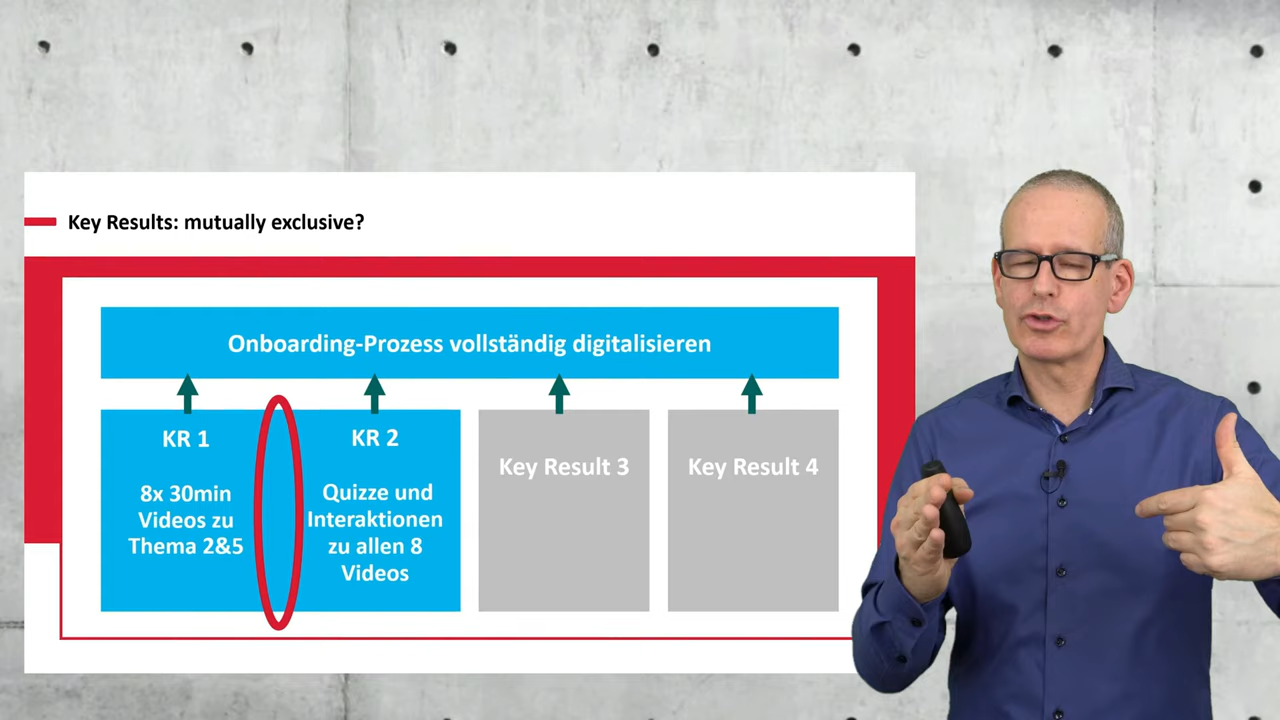 Key Results: mutually exclusive?
Onboarding-Prozess vollständig digitalisieren
KR 1
8x 30min
Videos zu
Thema 2&5
KR 2
Quizze und
Interaktionen
zu allen 8
Videos
Key Result 3
Key Result 4